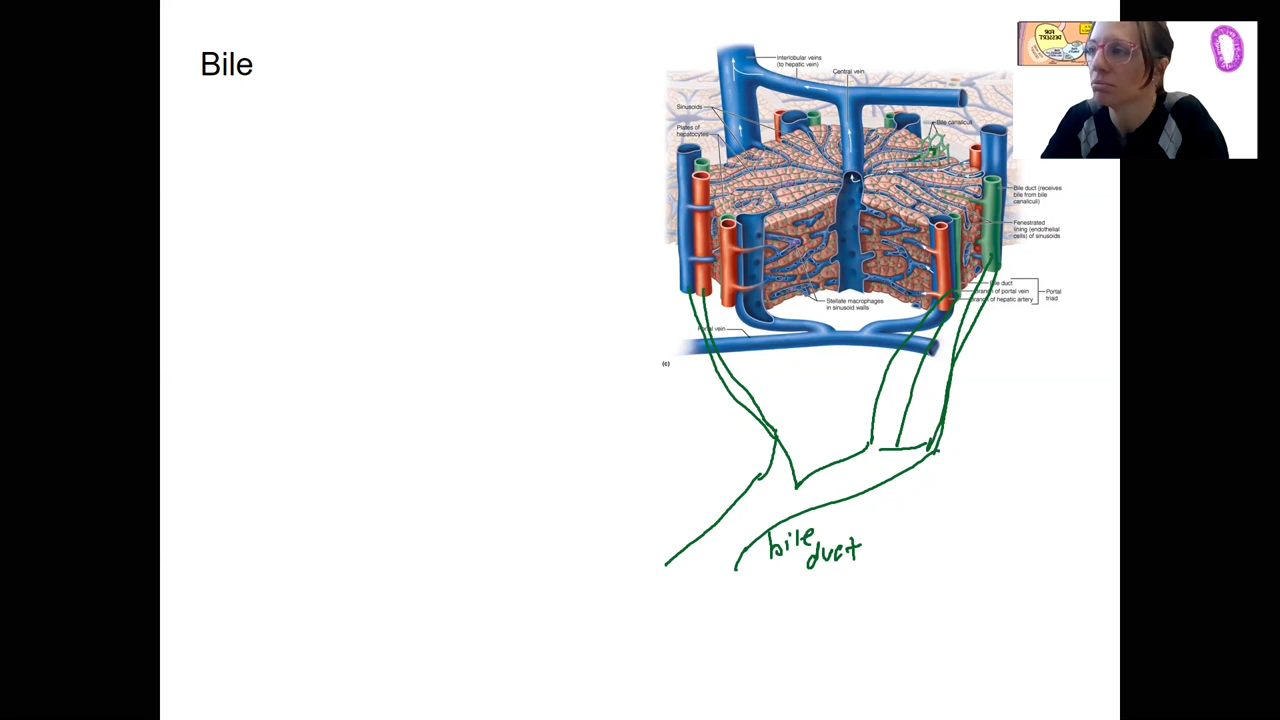 Bile
Interlobular veins
(to hepatic vein)
Central vein
Sinusoids
Plates of
hepatocytes
Bile canaliculi
Bile duct (receives
bile from bile
canaliculi)
Fenestrated
lining (endothelial
cells) of sinusoids
Bile duct
Branch of portal vein
Branch of hepatic artery
Portal
triad
Stellate macrophages
in sinusoid walls
Portal vein
(c)
bile
duct
FOR
DESSERT